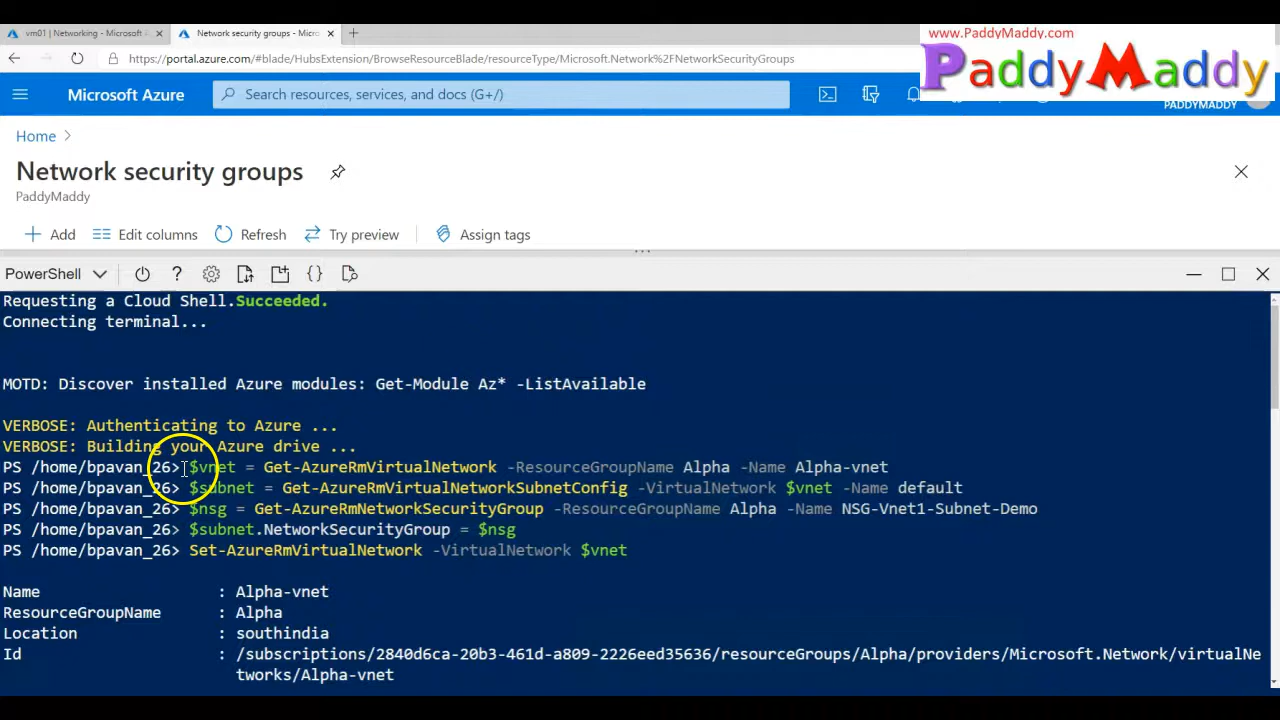 vm01 | Networking - Microsoft
Network security groups - Micro
www.PaddyMaddy.com
PaddyMaddy
https://portal.azure.com/#blade/HubsExtension/BrowseResourceBlade/resourceType/Microsoft.Network%2FNetworkSecurityGroups
Microsoft Azure
Search resources, services, and docs (G+/)
PADDYMADDY
Home
Network security groups
PaddyMaddy
Add
Edit columns
Refresh
Try preview
Assign tags
PowerShell
Requesting a Cloud Shell.Succeeded.
Connecting terminal...
MOTD: Discover installed Azure modules: Get-Module Az* -ListAvailable
VERBOSE: Authenticating to Azure ...
VERBOSE: Building your Azure drive ...
PS /home/bpavan_26> $vnet = Get-AzureRmVirtualNetwork -ResourceGroupName Alpha -Name Alpha-vnet
PS /home/bpavan_26> $subnet = Get-AzureRmVirtualNetworkSubnetConfig -VirtualNetwork $vnet -Name default
PS /home/bpavan_26> $nsg = Get-AzureRmNetworkSecurityGroup -ResourceGroupName Alpha -Name NSG-Vnet1-Subnet-Demo
PS /home/bpavan_26> $subnet.NetworkSecurityGroup = $nsg
PS /home/bpavan_26> Set-AzureRmVirtualNetwork -VirtualNetwork $vnet
Name : Alpha-vnet
ResourceGroupName : Alpha
Location : southindia
Id : /subscriptions/2840d6ca-20b3-461d-a809-2226eed35636/resourceGroups/Alpha/providers/Microsoft.Network/virtualNe
tworks/Alpha-vnet